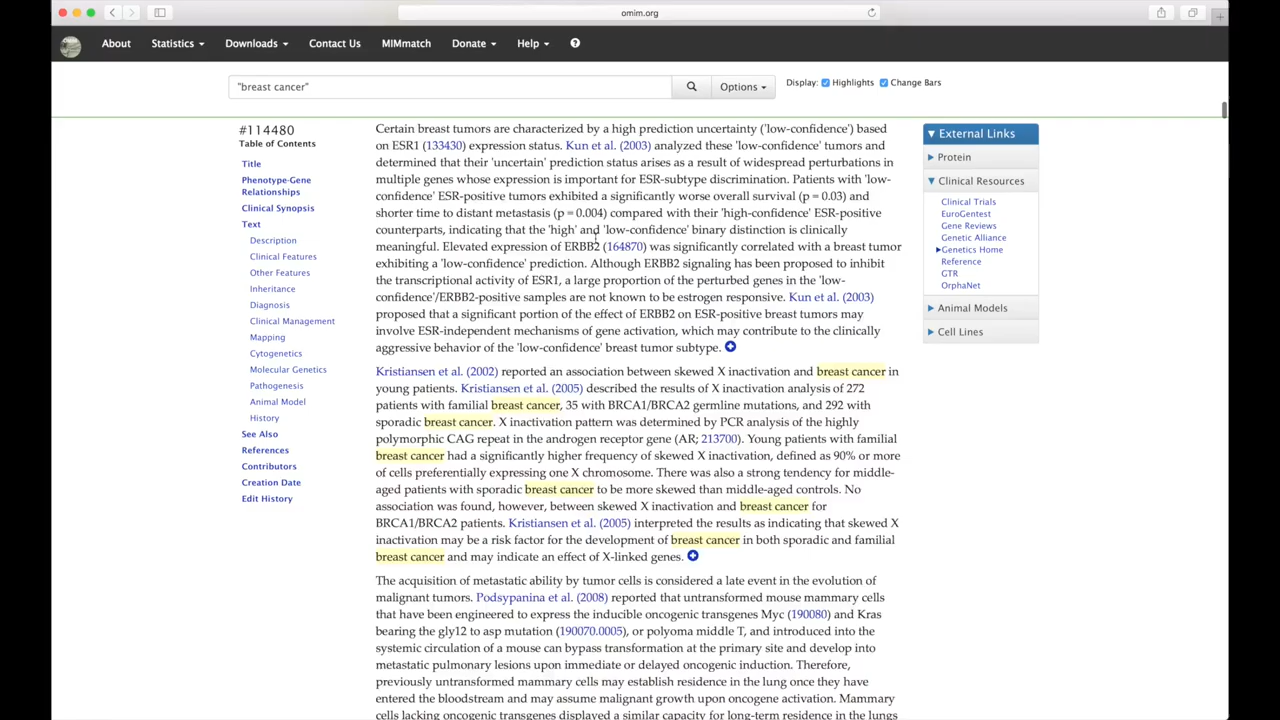 omim.org
About Statistics Downloads Contact Us MIMmatch Donate Help
"breast cancer" Options Display: Highlights Change Bars
#114480
Table of Contents
Title
Phenotype-Gene
Relationships
Clinical Synopsis
Text
Description
Clinical Features
Other Features
Inheritance
Diagnosis
Clinical Management
Mapping
Cytogenetics
Molecular Genetics
Pathogenesis
Animal Model
History
See Also
References
Contributors
Creation Date
Edit History
Certain breast tumors are characterized by a high prediction uncertainty ('low-confidence') based
on ESR1 (133430) expression status. Kun et al. (2003) analyzed these 'low-confidence' tumors and
determined that their 'uncertain' prediction status arises as a result of widespread perturbations in
multiple genes whose expression is important for ESR-subtype discrimination. Patients with 'low-
confidence' ESR-positive tumors exhibited a significantly worse overall survival (p = 0.03) and
shorter time to distant metastasis (p = 0.004) compared with their 'high-confidence' ESR-positive
counterparts, indicating that the 'high' and 'low-confidence' binary distinction is clinically
meaningful. Elevated expression of ERBB2 (164870) was significantly correlated with a breast tumor
exhibiting a 'low-confidence' prediction. Although ERBB2 signaling has been proposed to inhibit
the transcriptional activity of ESR1, a large proportion of the perturbed genes in the 'low-
confidence'/ERBB2-positive samples are not known to be estrogen responsive. Kun et al. (2003)
proposed that a significant portion of the effect of ERBB2 on ESR-positive breast tumors may
involve ESR-independent mechanisms of gene activation, which may contribute to the clinically
aggressive behavior of the 'low-confidence' breast tumor subtype.
Kristiansen et al. (2002) reported an association between skewed X inactivation and breast cancer in
young patients. Kristiansen et al. (2005) described the results of X inactivation analysis of 272
patients with familial breast cancer, 35 with BRCA1/BRCA2 germline mutations, and 292 with
sporadic breast cancer. X inactivation pattern was determined by PCR analysis of the highly
polymorphic CAG repeat in the androgen receptor gene (AR; 213700). Young patients with familial
breast cancer had a significantly higher frequency of skewed X inactivation, defined as 90% or more
of cells preferentially expressing one X chromosome. There was also a strong tendency for middle-
aged patients with sporadic breast cancer to be more skewed than middle-aged controls. No
association was found, however, between skewed X inactivation and breast cancer for
BRCA1/BRCA2 patients. Kristiansen et al. (2005) interpreted the results as indicating that skewed X
inactivation may be a risk factor for the development of breast cancer in both sporadic and familial
breast cancer and may indicate an effect of X-linked genes.
The acquisition of metastatic ability by tumor cells is considered a late event in the evolution of
malignant tumors. Podsypanina et al. (2008) reported that untransformed mouse mammary cells
that have been engineered to express the inducible oncogenic transgenes Myc (190080) and Kras
bearing the gly12 to asp mutation (190070.0005), or polyoma middle T, and introduced into the
systemic circulation of a mouse can bypass transformation at the primary site and develop into
metastatic pulmonary lesions upon immediate or delayed oncogenic induction. Therefore,
previously untransformed mammary cells may establish residence in the lung once they have
entered the bloodstream and may assume malignant growth upon oncogene activation. Mammary
cells lacking oncogenic transgenes displayed a similar capacity for long-term residence in the lungs
External Links
Protein
Clinical Resources
Clinical Trials
EuroGentest
Gene Reviews
Genetic Alliance
Genetics Home
Reference
GTR
OrphaNet
Animal Models
Cell Lines